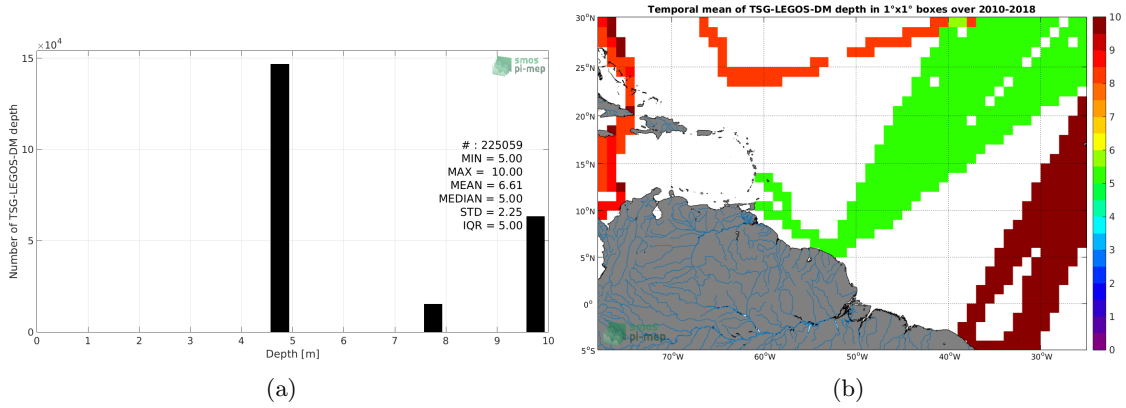 ×10⁴
15
10
5
0
Number of TSG-LEGOS-DM depth
0 1 2 3 4 5 6 7 8 9 10
Depth [m]
smos
pi-mep
# : 225059
MIN = 5.00
MAX = 10.00
MEAN = 6.61
MEDIAN = 5.00
STD = 2.25
IQR = 5.00
(a)
Temporal mean of TSG-LEGOS-DM depth in 1°x1° boxes over 2010-2018
30°N
25°N
20°N
15°N
10°N
5°N
0°
5°S
70°W 60°W 50°W 40°W 30°W
smos
pi-mep
10
9
8
7
6
5
4
3
2
1
0
(b)